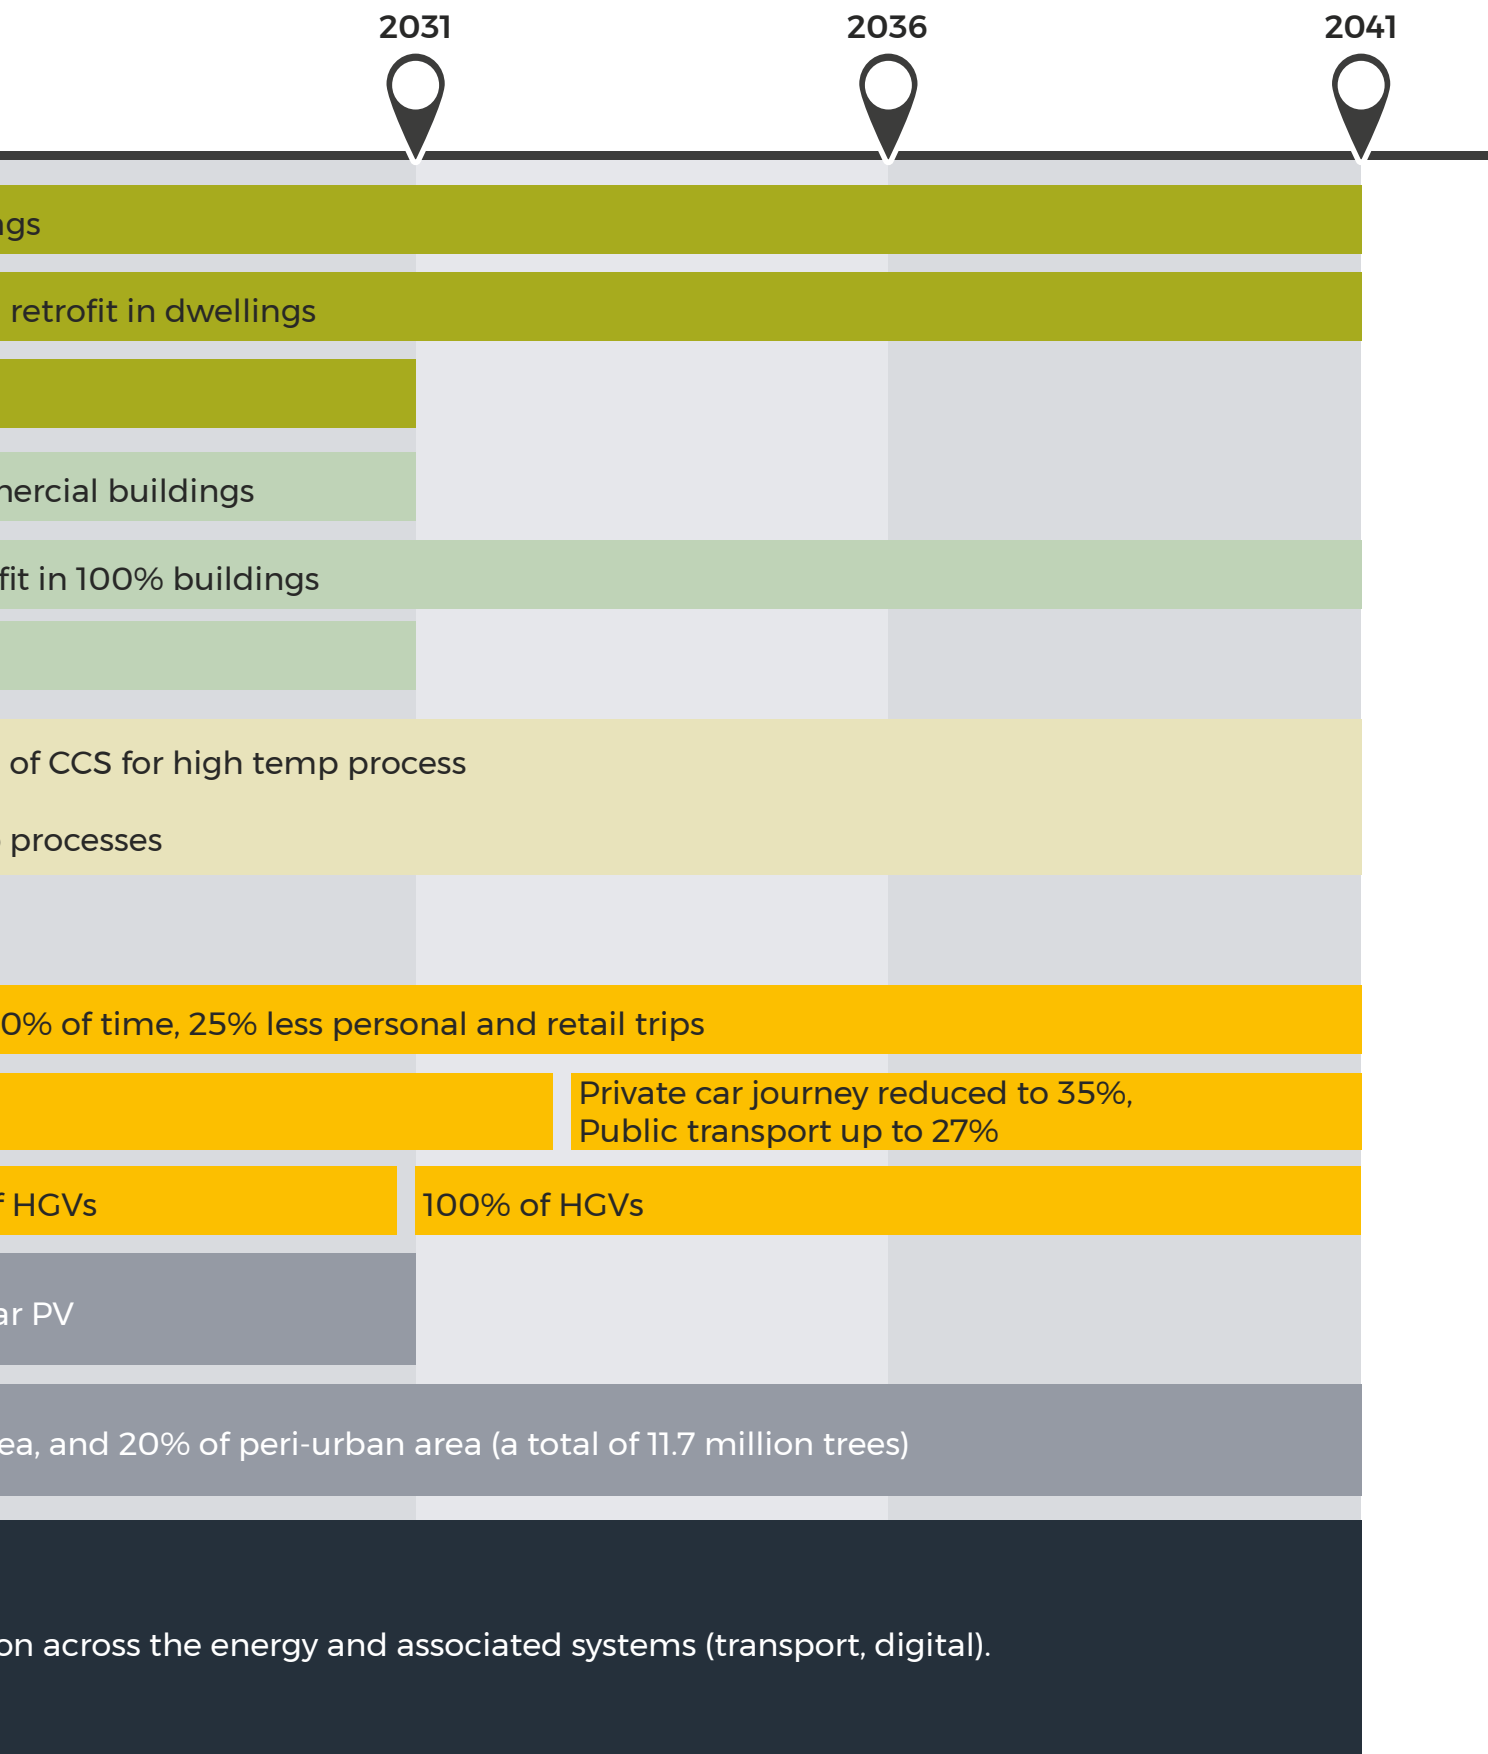 2031 2036 2041
ngs
retrofit in dwellings
mercial buildings
fit in 100% buildings
of CCS for high temp process
processes
0% of time, 25% less personal and retail trips
Private car journey reduced to 35%,
Public transport up to 27%
f HGVs 100% of HGVs
ar PV
ea, and 20% of peri-urban area (a total of 11.7 million trees)
on across the energy and associated systems (transport, digital).